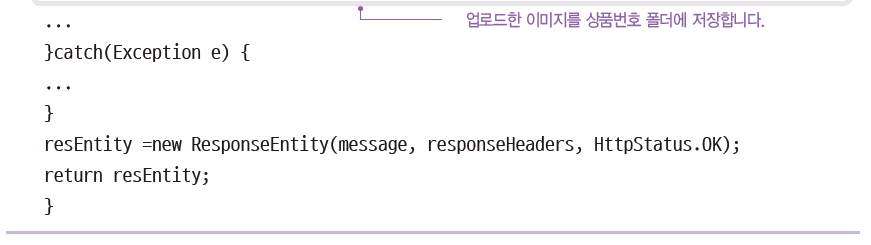 업로드한 이미지를 상품번호 폴더에 저장합니다.
...
}catch(Exception e) {
...
}
resEntity =new ResponseEntity(message, responseHeaders, HttpStatus.OK);
return resEntity;
}